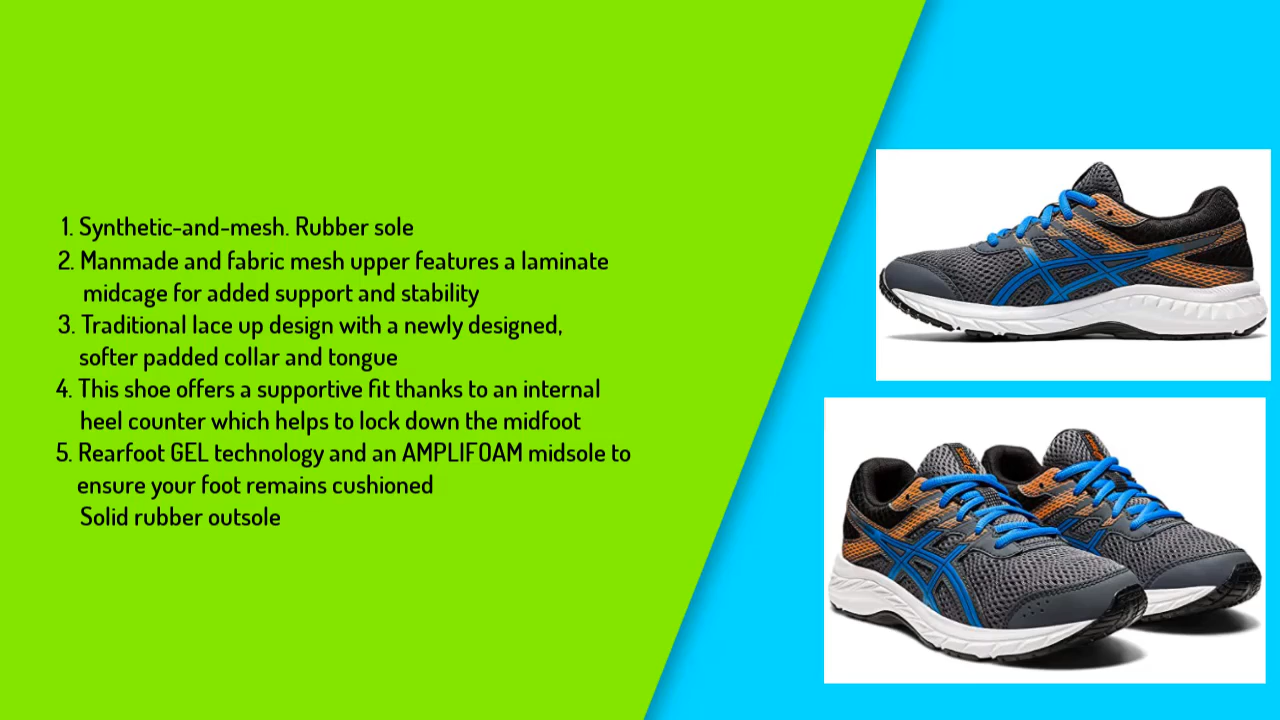 1. Synthetic-and-mesh. Rubber sole
2. Manmade and fabric mesh upper features a laminate
midcage for added support and stability
3. Traditional lace up design with a newly designed,
softer padded collar and tongue
4. This shoe offers a supportive fit thanks to an internal
heel counter which helps to lock down the midfoot
5. Rearfoot GEL technology and an AMPLIFOAM midsole to
ensure your foot remains cushioned
Solid rubber outsole